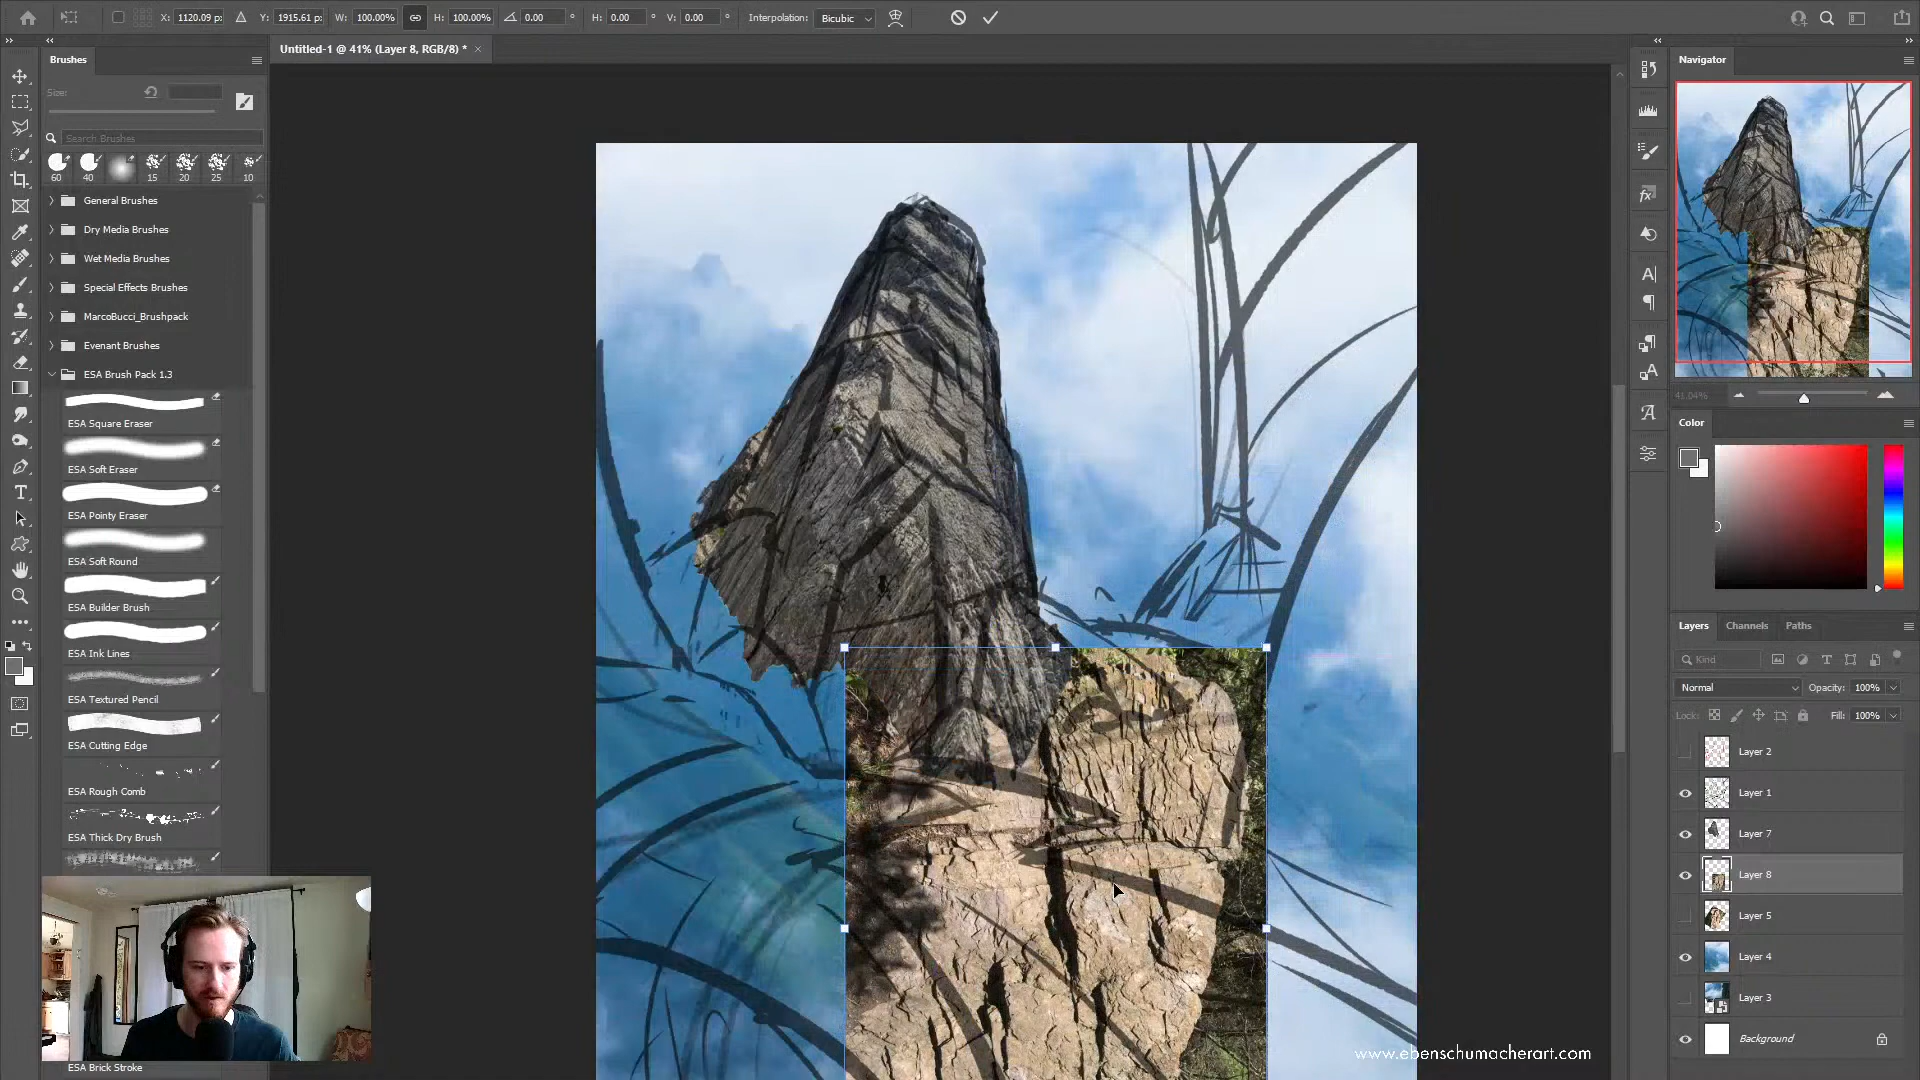 X: 1120.09 p: Y: 1915.61 p: W: 100.00% H: 100.00% 0.00 ° H: 0.00 ° V: 0.00 ° Interpolation: Bicubic
Untitled-1 @ 41% (Layer 8, RGB/8) * ×
Brushes
Size:
Search Brushes
60 40 15 20 25 10
General Brushes
Dry Media Brushes
Wet Media Brushes
Special Effects Brushes
MarcoBucci_Brushpack
Evenant Brushes
ESA Brush Pack 1.3
ESA Square Eraser
ESA Soft Eraser
ESA Pointy Eraser
ESA Soft Round
ESA Builder Brush
ESA Ink Lines
ESA Textured Pencil
ESA Cutting Edge
ESA Rough Comb
ESA Thick Dry Brush
ESA Brick Stroke
Navigator
41.04%
Color
Layers Channels Paths
Kind
Normal Opacity: 100%
Lock: Fill: 100%
Layer 2
Layer 1
Layer 7
Layer 8
Layer 5
Layer 4
Layer 3
Background
www.ebenschumacherart.com